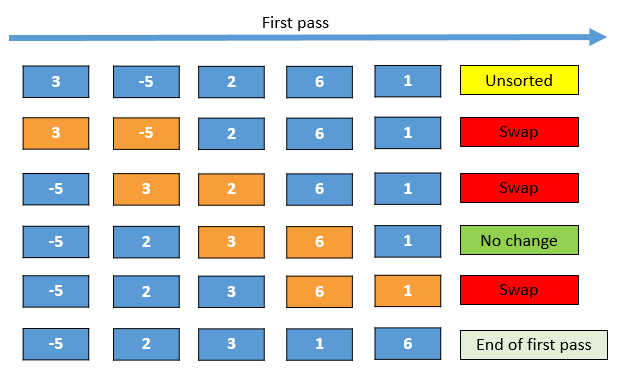 First pass
3 -5 2 6 1 Unsorted
3 -5 2 6 1 Swap
-5 3 2 6 1 Swap
-5 2 3 6 1 No change
-5 2 3 6 1 Swap
-5 2 3 1 6 End of first pass